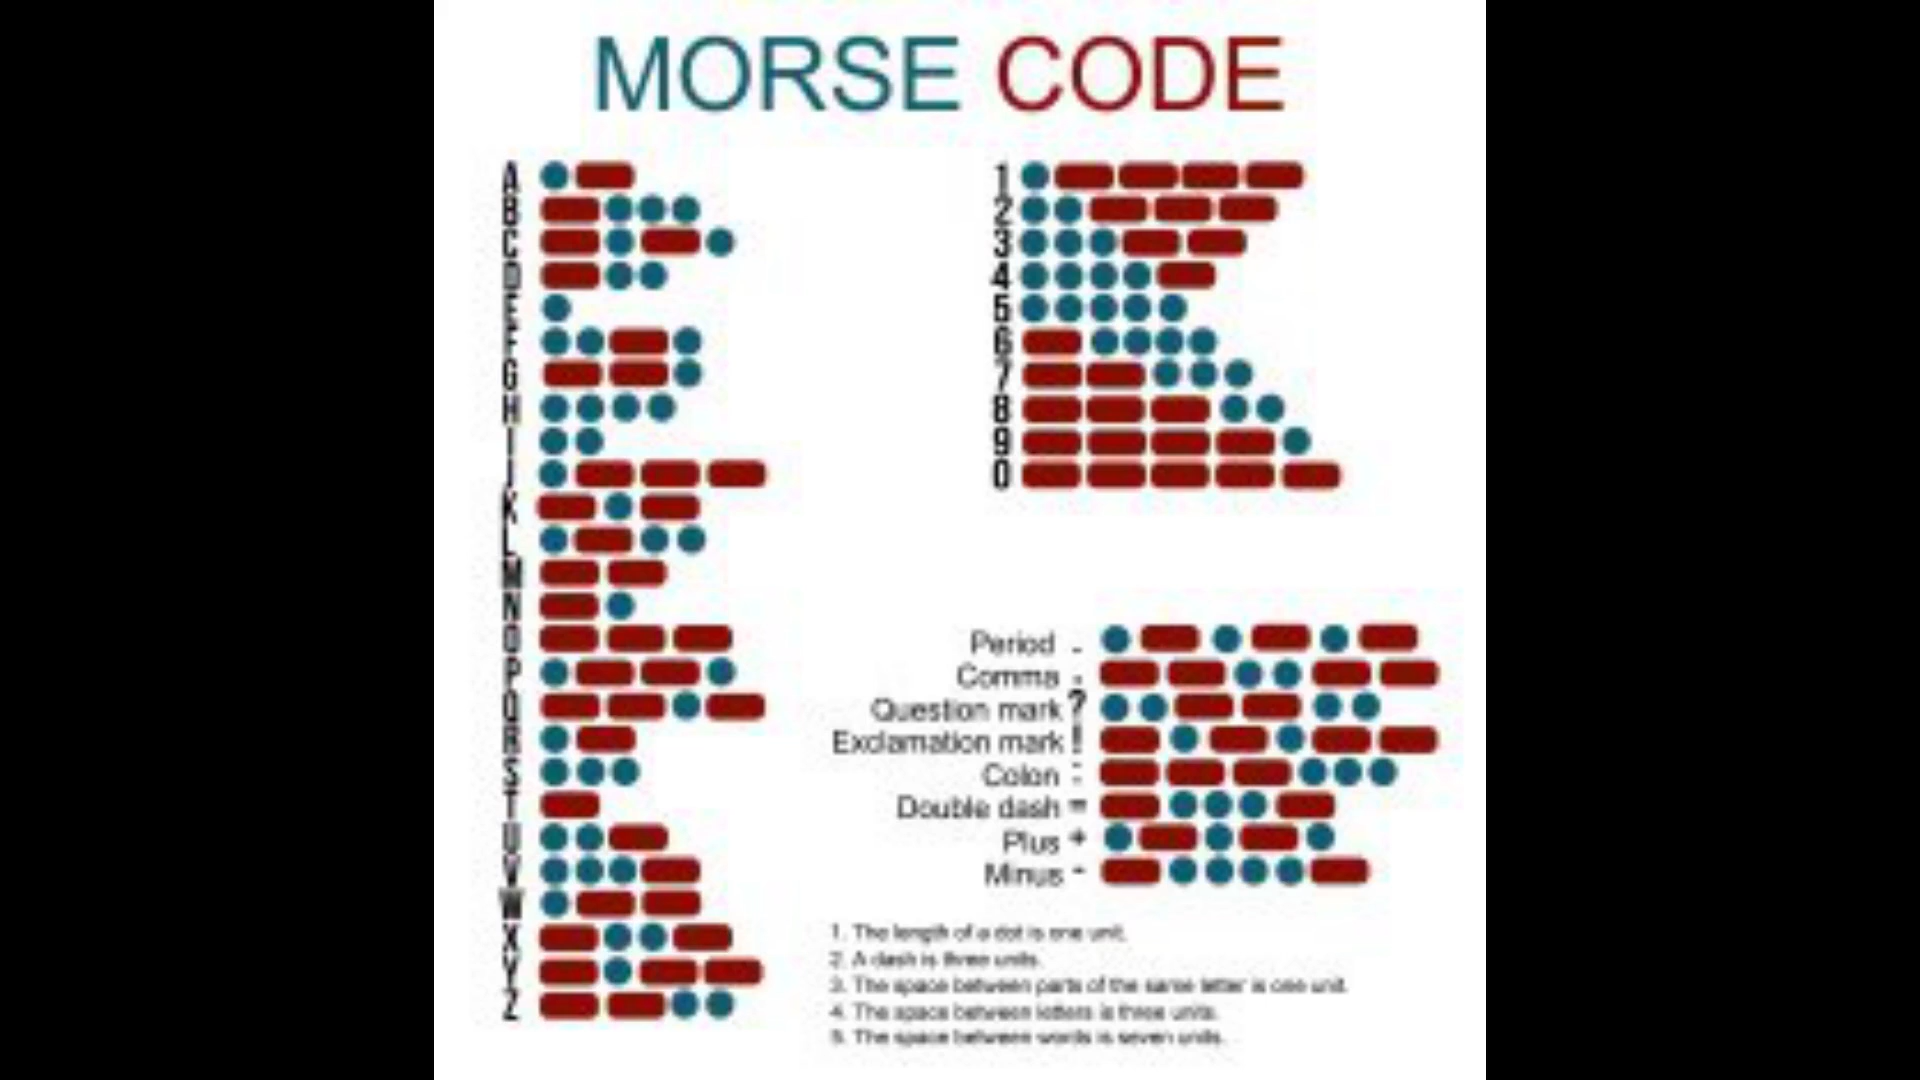 MORSE CODE
A
B
C
D
E
F
G
H
I
J
K
L
M
N
O
P
Q
R
S
T
U
V
W
X
Y
Z
1
2
3
4
5
6
7
8
9
0
Period .
Comma ,
Question mark ?
Exclamation mark !
Colon :
Double dash =
Plus +
Minus -
1. The length of a dot is one unit.
2. A dash is three units.
3. The space between parts of the same letter is one unit.
4. The space between letters is three units.
5. The space between words is seven units.